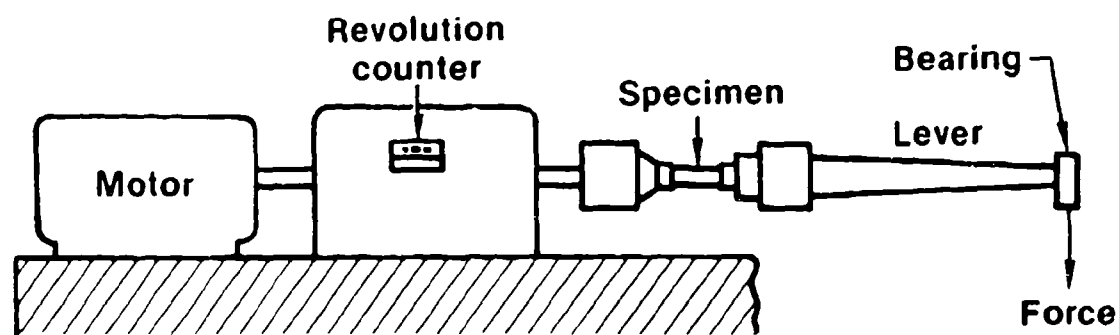 Revolution
counter
Bearing
Specimen
Lever
Motor
Force